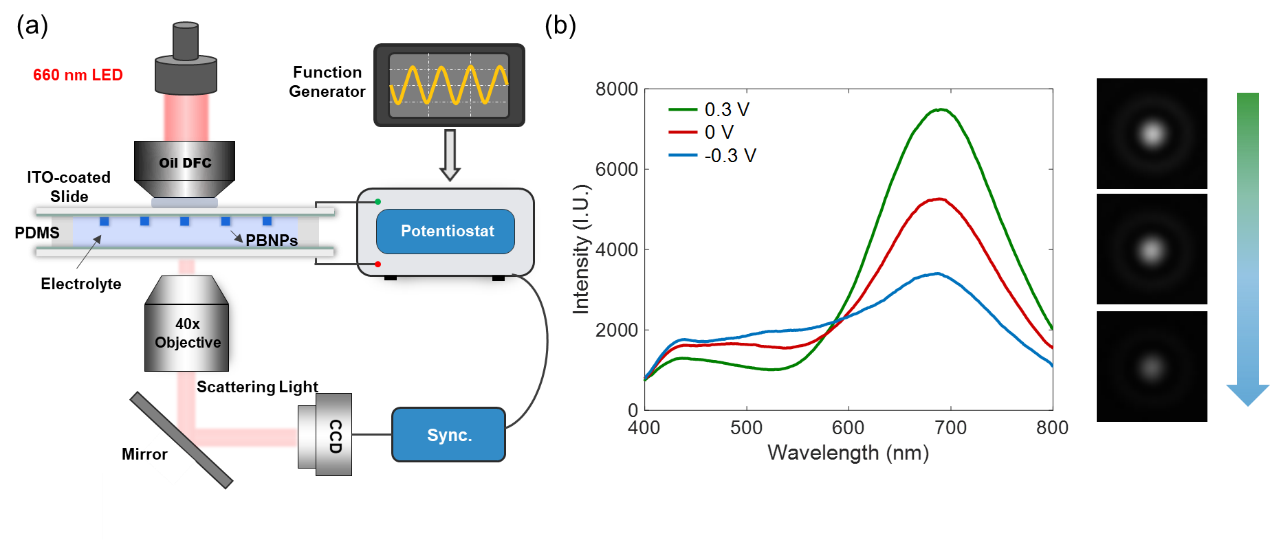 (a)
660 nm LED
Function
Generator
Oil DFC
ITO-coated
Slide
PDMS
PBNPs
Electrolyte
Potentiostat
40x
Objective
Scattering Light
Mirror
CCD
Sync.
(b)
8000
6000
4000
2000
0
Intensity (I.U.)
0.3 V
0 V
-0.3 V
400
500
600
700
800
Wavelength (nm)